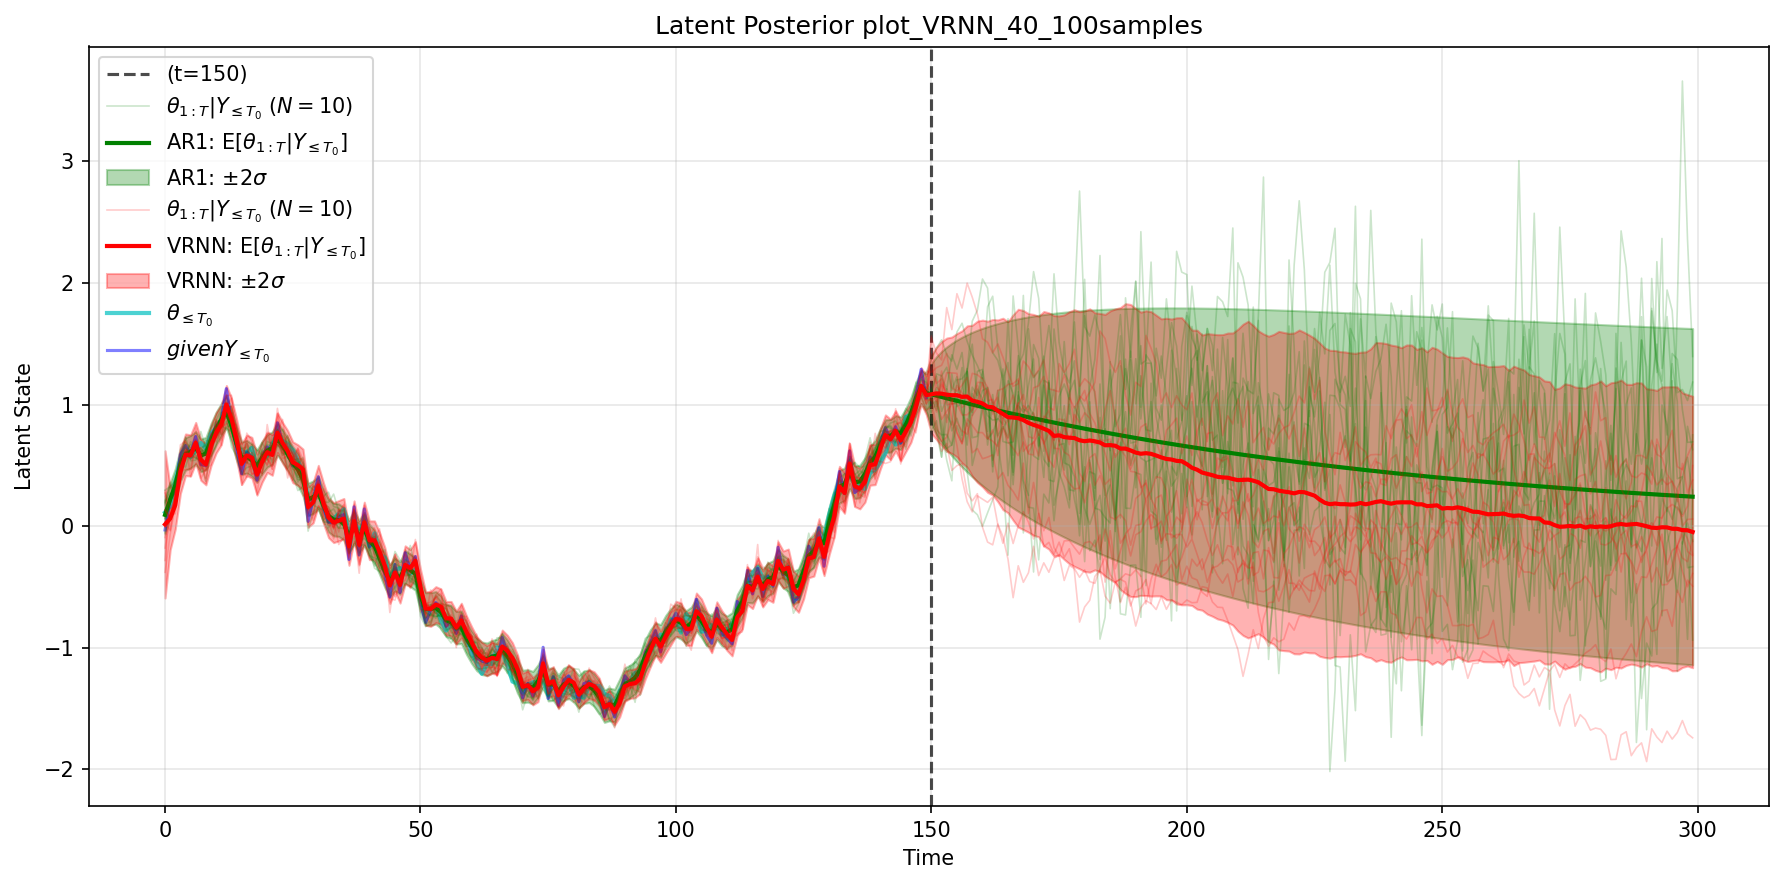 Latent Posterior plot_VRNN_40_100samples
(t=150)
θ₁:T|Y≤T₀ (N = 10)
AR1: E[θ₁:T|Y≤T₀]
AR1: ±2σ
θ₁:T|Y≤T₀ (N = 10)
VRNN: E[θ₁:T|Y≤T₀]
VRNN: ±2σ
θ≤T₀
givenY≤T₀
Latent State
3
2
1
0
−1
−2
0 50 100 150 200 250 300
Time